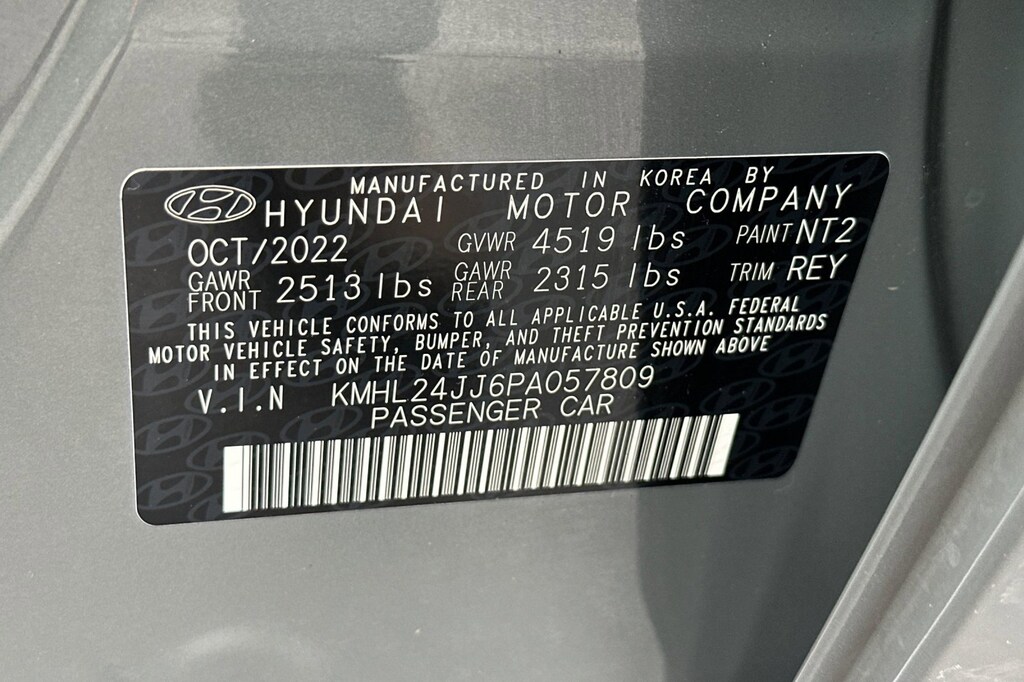 MANUFACTURED IN KOREA BY
HYUNDAI MOTOR COMPANY
OCT/2022 GVWR 4519 lbs PAINT NT2
GAWR FRONT 2513 lbs GAWR REAR 2315 lbs TRIM REY
THIS VEHICLE CONFORMS TO ALL APPLICABLE U.S.A. FEDERAL
MOTOR VEHICLE SAFETY, BUMPER, AND THEFT PREVENTION STANDARDS
IN EFFECT ON THE DATE OF MANUFACTURE SHOWN ABOVE
V.I.N KMHL24JJ6PA057809
PASSENGER CAR